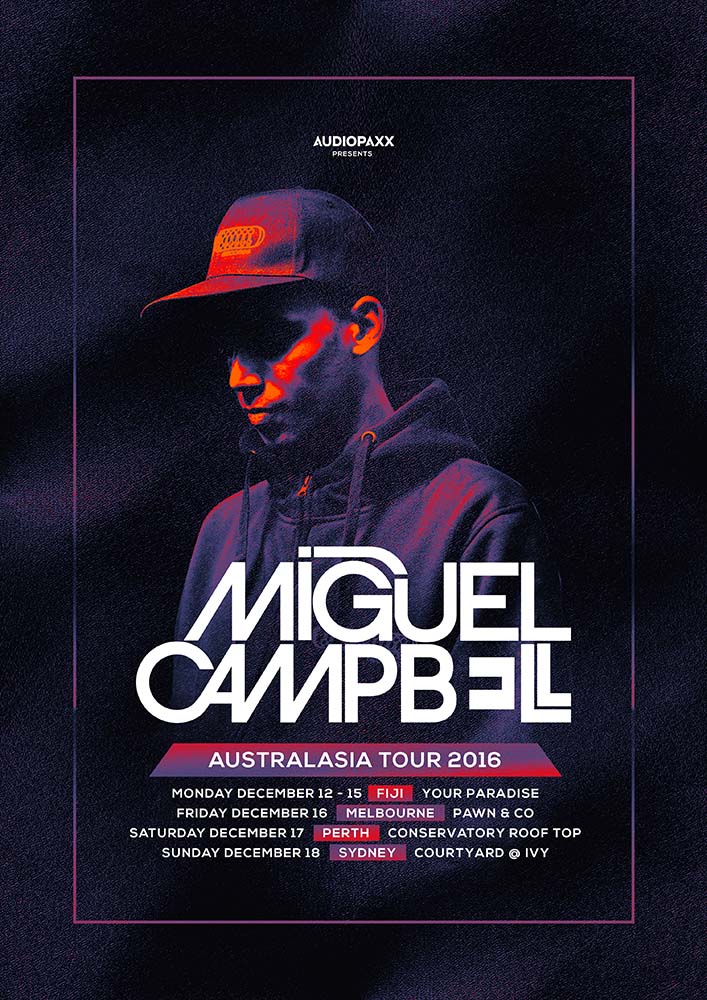 AUDIOPAXX
PRESENTS
MIGUEL
CAMPBELL
AUSTRALASIA TOUR 2016
MONDAY DECEMBER 12 - 15 FIJI YOUR PARADISE
FRIDAY DECEMBER 16 MELBOURNE PAWN & CO
SATURDAY DECEMBER 17 PERTH CONSERVATORY ROOF TOP
SUNDAY DECEMBER 18 SYDNEY COURTYARD @ IVY